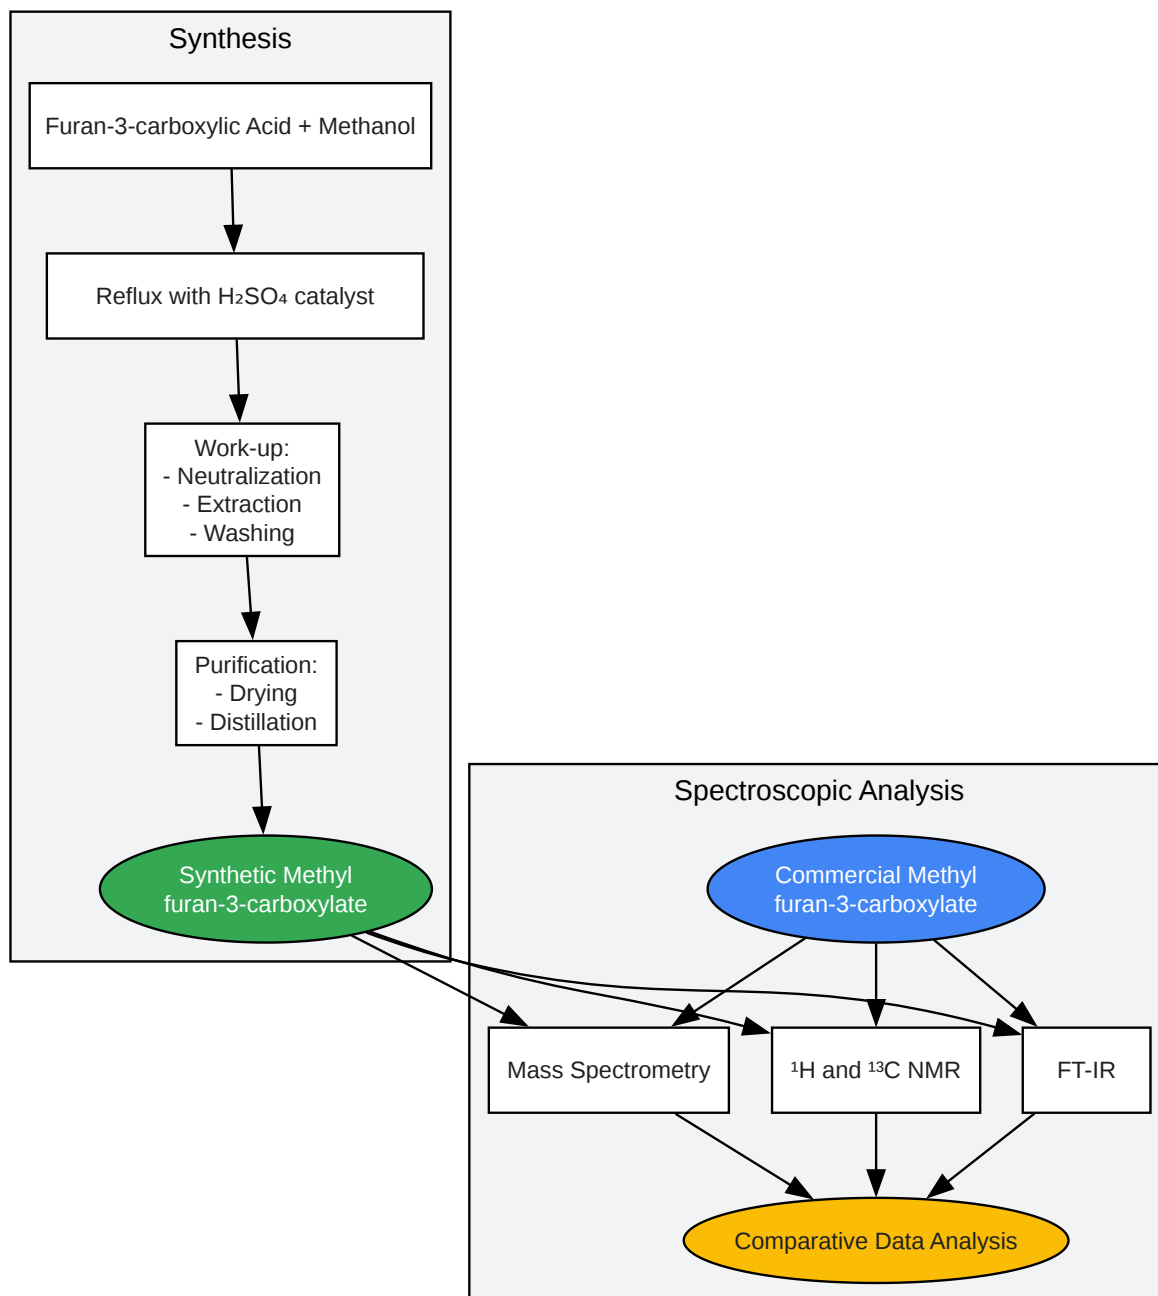 Synthesis
Furan-3-carboxylic Acid + Methanol
Reflux with H₂SO₄ catalyst
Work-up:
- Neutralization
- Extraction
- Washing
Purification:
- Drying
- Distillation
Synthetic Methyl
furan-3-carboxylate
Spectroscopic Analysis
Commercial Methyl
furan-3-carboxylate
Mass Spectrometry
¹H and ¹³C NMR
FT-IR
Comparative Data Analysis